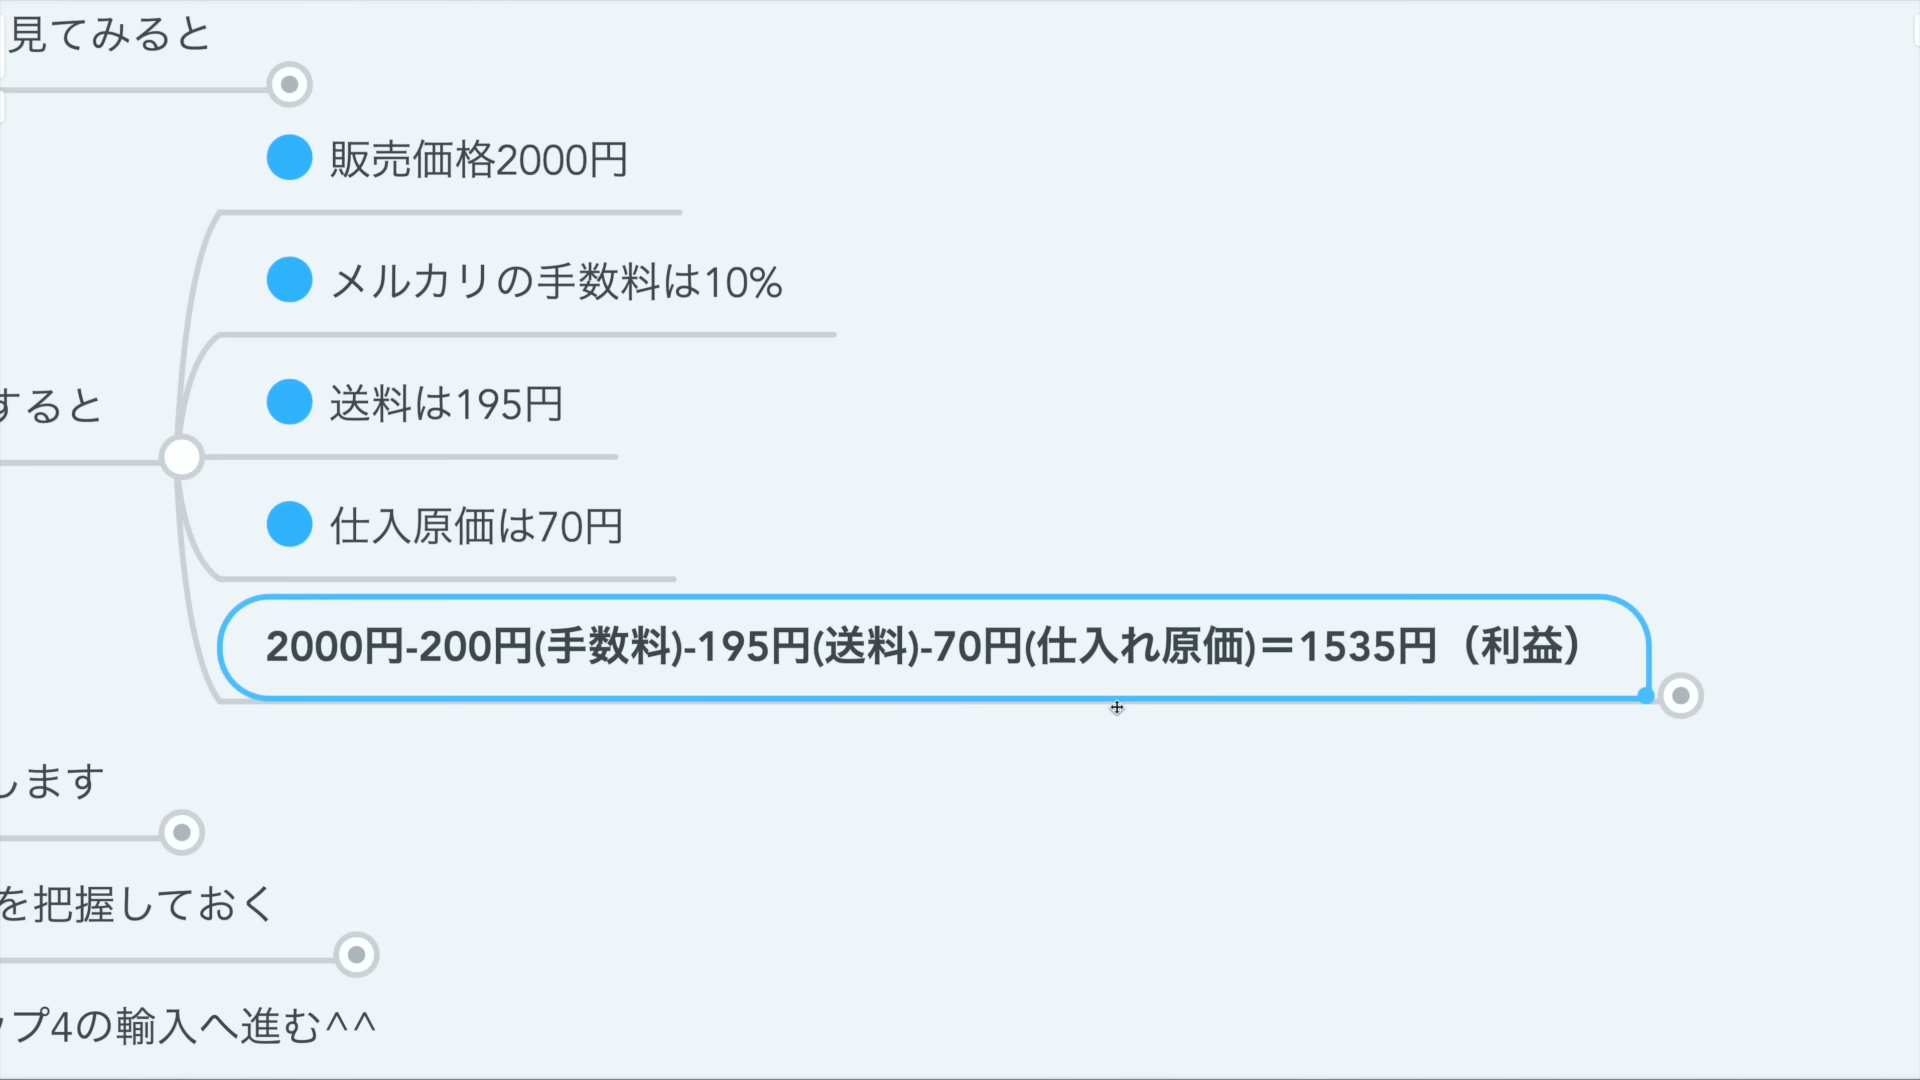 見てみると
販売価格2000円
メルカリの手数料は10%
送料は195円
すると
仕入原価は70円
2000円-200円(手数料)-195円(送料)-70円(仕入れ原価)＝1535円（利益）
します
を把握しておく
プ4の輸入へ進む^^